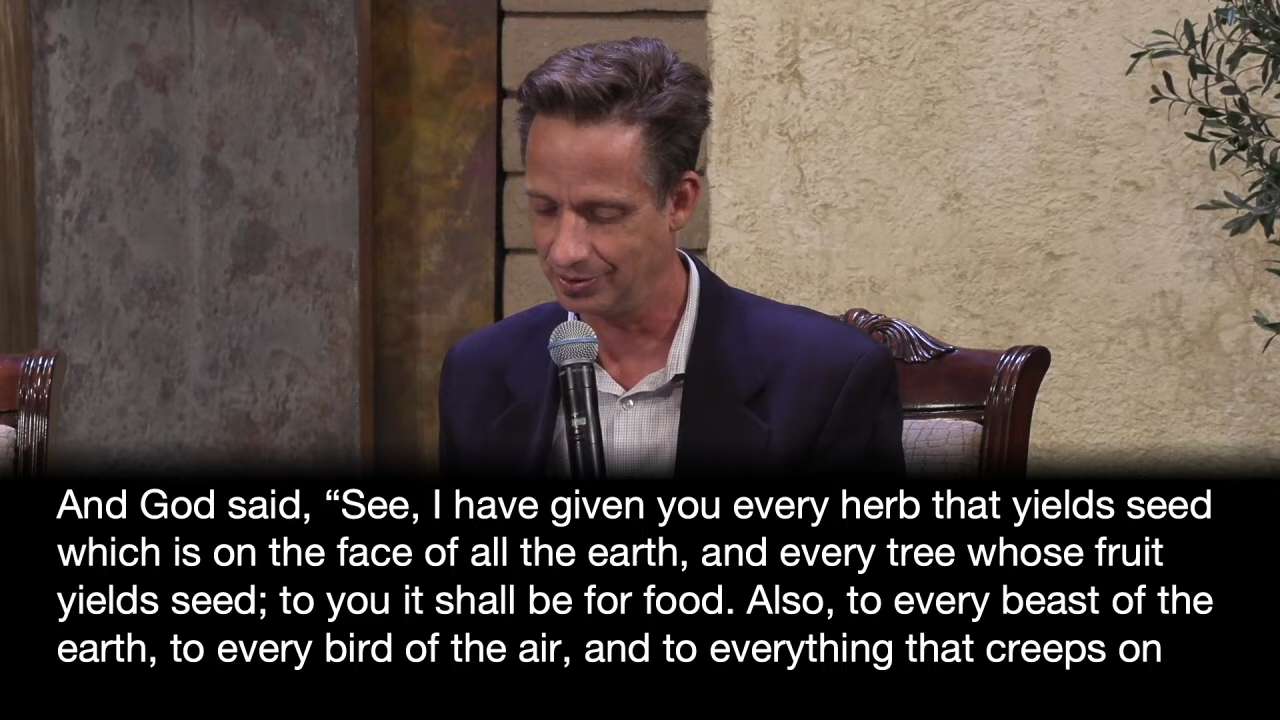 And God said, “See, I have given you every herb that yields seed
which is on the face of all the earth, and every tree whose fruit
yields seed; to you it shall be for food. Also, to every beast of the
earth, to every bird of the air, and to everything that creeps on